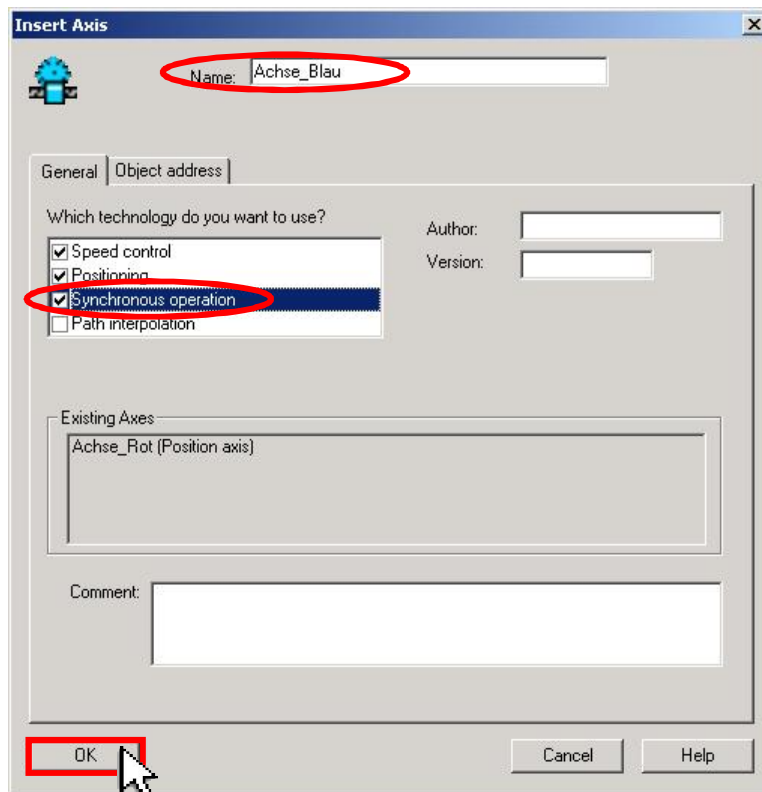 Insert Axis
Name: Achse_Blau
General Object address
Which technology do you want to use?
Speed control
Positioning
Synchronous operation
Path interpolation
Author:
Version:
Existing Axes
Achse_Rot (Position axis)
Comment:
OK Cancel Help